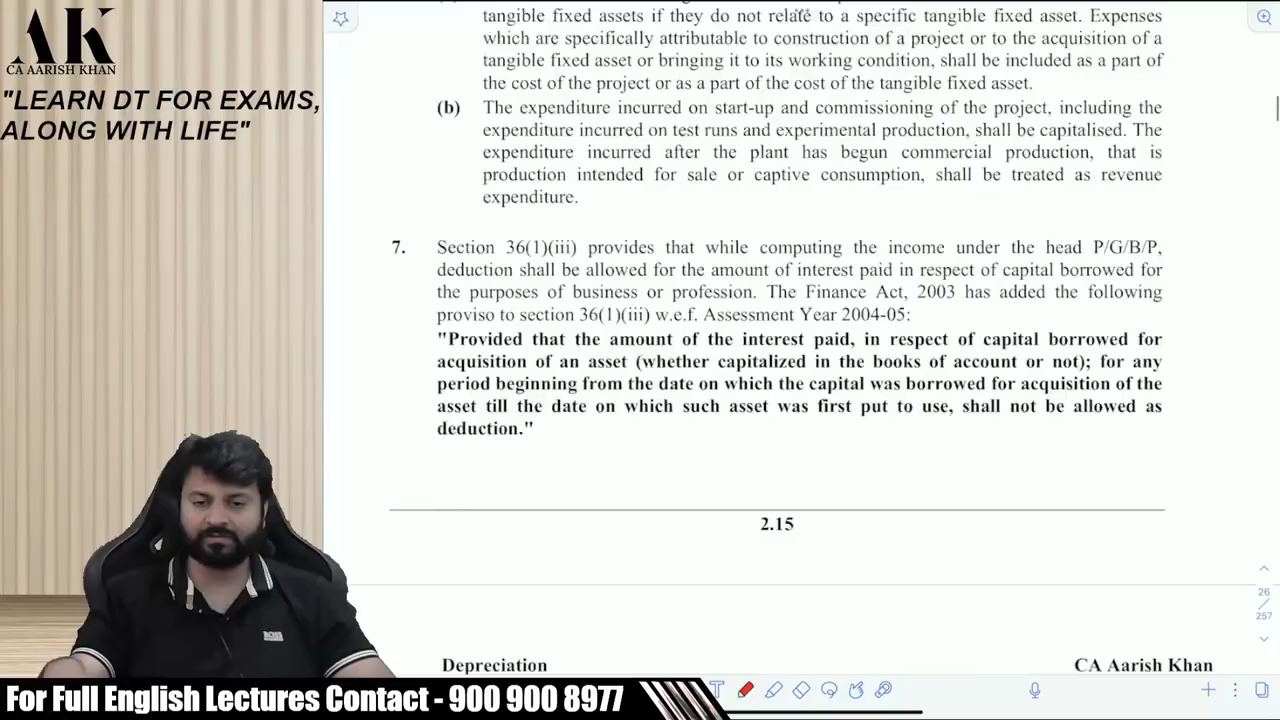 AK
CA AARISH KHAN
"LEARN DT FOR EXAMS,
ALONG WITH LIFE"
tangible fixed assets if they do not relate to a specific tangible fixed asset. Expenses
which are specifically attributable to construction of a project or to the acquisition of a
tangible fixed asset or bringing it to its working condition, shall be included as a part of
the cost of the project or as a part of the cost of the tangible fixed asset.
(b) The expenditure incurred on start-up and commissioning of the project, including the
expenditure incurred on test runs and experimental production, shall be capitalised. The
expenditure incurred after the plant has begun commercial production, that is
production intended for sale or captive consumption, shall be treated as revenue
expenditure.
7. Section 36(1)(iii) provides that while computing the income under the head P/G/B/P,
deduction shall be allowed for the amount of interest paid in respect of capital borrowed for
the purposes of business or profession. The Finance Act, 2003 has added the following
proviso to section 36(1)(iii) w.e.f. Assessment Year 2004-05:
"Provided that the amount of the interest paid, in respect of capital borrowed for
acquisition of an asset (whether capitalized in the books of account or not); for any
period beginning from the date on which the capital was borrowed for acquisition of the
asset till the date on which such asset was first put to use, shall not be allowed as
deduction."
2.15
26
257
Depreciation CA Aarish Khan
BOSS
For Full English Lectures Contact - 900 900 8977